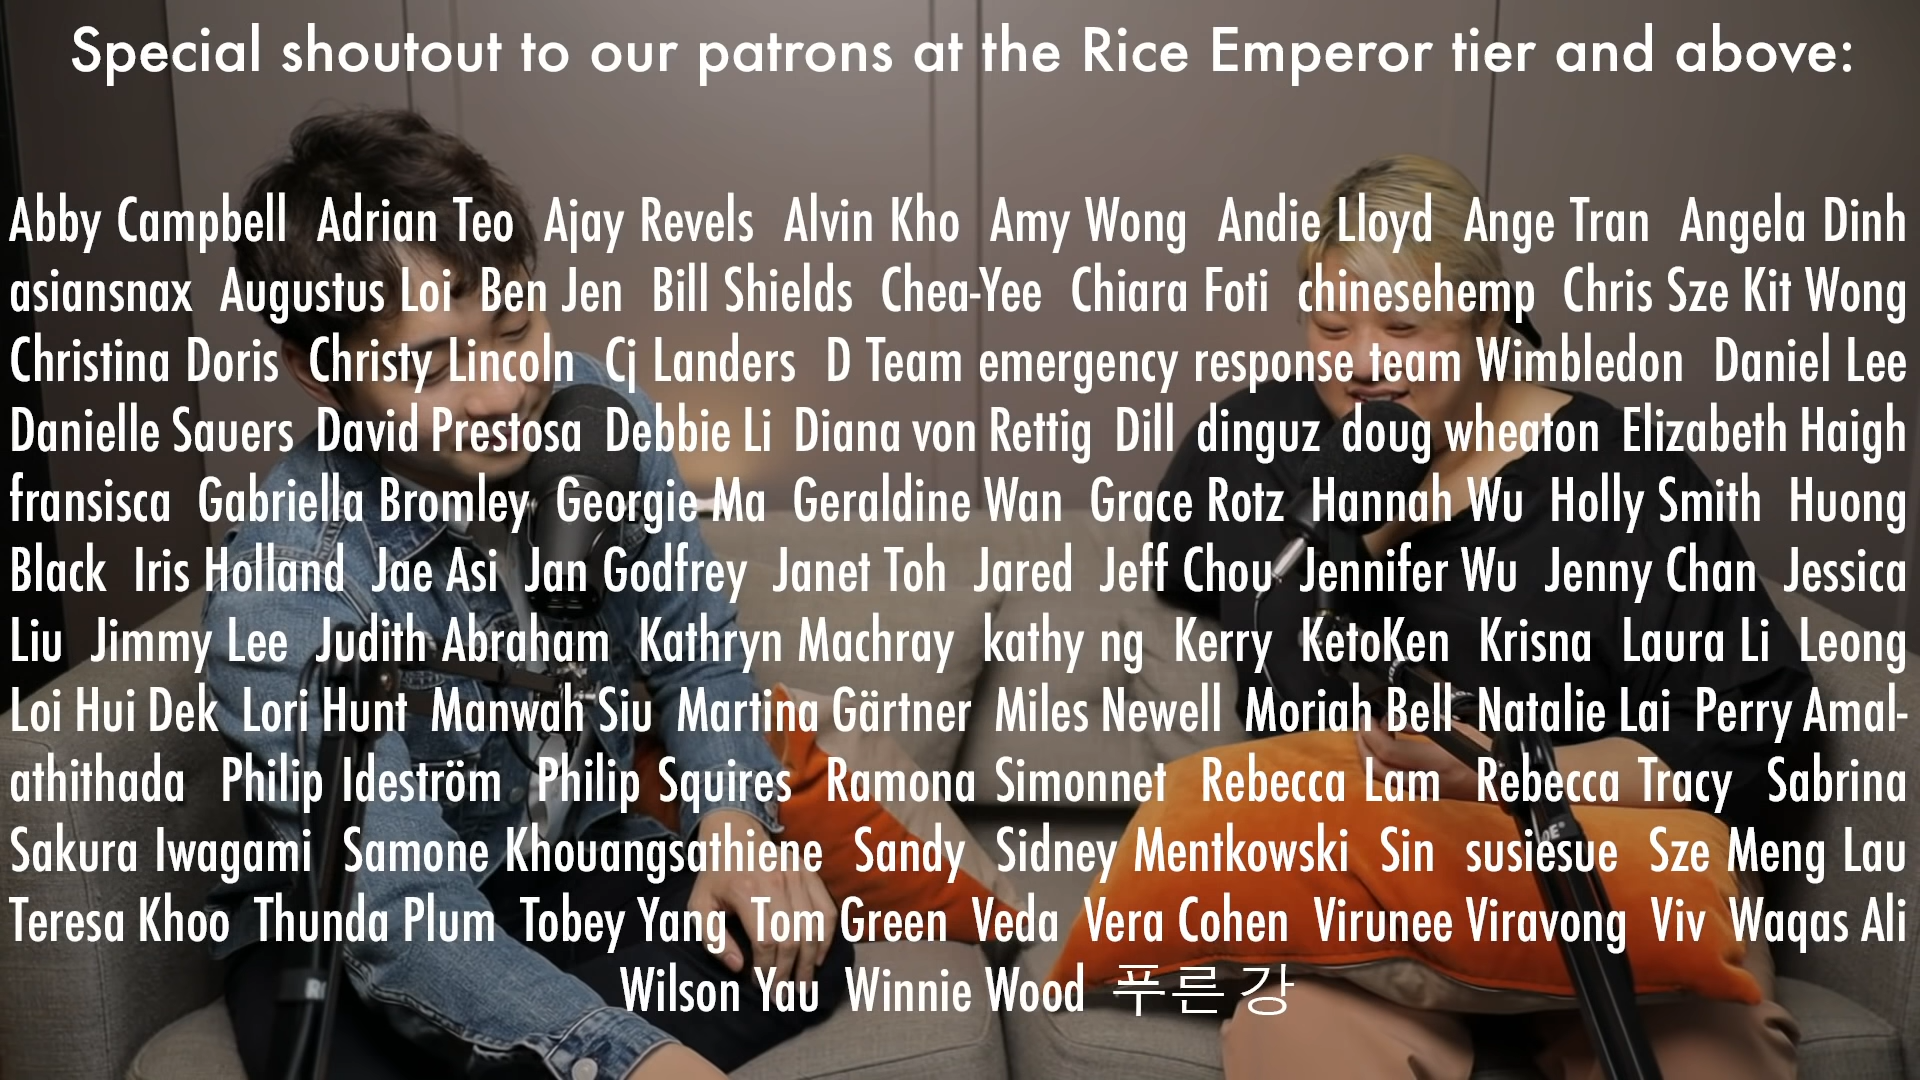 Special shoutout to our patrons at the Rice Emperor tier and above:
Abby Campbell Adrian Teo Ajay Revels Alvin Kho Amy Wong Andie Lloyd Ange Tran Angela Dinh
asiansnax Augustus Loi Ben Jen Bill Shields Chea-Yee Chiara Foti chinesehemp Chris Sze Kit Wong
Christina Doris Christy Lincoln Cj Landers D Team emergency response team Wimbledon Daniel Lee
Danielle Sauers David Prestosa Debbie Li Diana von Rettig Dill dinguz doug wheaton Elizabeth Haigh
fransisca Gabriella Bromley Georgie Ma Geraldine Wan Grace Rotz Hannah Wu Holly Smith Huong
Black Iris Holland Jae Asi Jan Godfrey Janet Toh Jared Jeff Chou Jennifer Wu Jenny Chan Jessica
Liu Jimmy Lee Judith Abraham Kathryn Machray kathy ng Kerry KetoKen Krisna Laura Li Leong
Loi Hui Dek Lori Hunt Manwah Siu Martina Gärtner Miles Newell Moriah Bell Natalie Lai Perry Amal-
athithada Philip Ideström Philip Squires Ramona Simonnet Rebecca Lam Rebecca Tracy Sabrina
Sakura Iwagami Samone Khouangsathiene Sandy Sidney Mentkowski Sin susiesue Sze Meng Lau
Teresa Khoo Thunda Plum Tobey Yang Tom Green Veda Vera Cohen Virunee Viravong Viv Waqas Ali
Wilson Yau Winnie Wood 푸른강